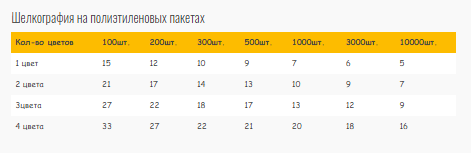 Шелкография на полиэтиленовых пакетах
Кол-во цветов 100шт. 200шт. 300шт. 500шт. 1000шт. 3000шт. 10000шт.
1 цвет 15 12 10 9 7 6 5
2 цвета 21 17 14 13 10 9 7
3цвета 27 22 18 17 13 12 9
4 цвета 33 27 22 21 20 18 16